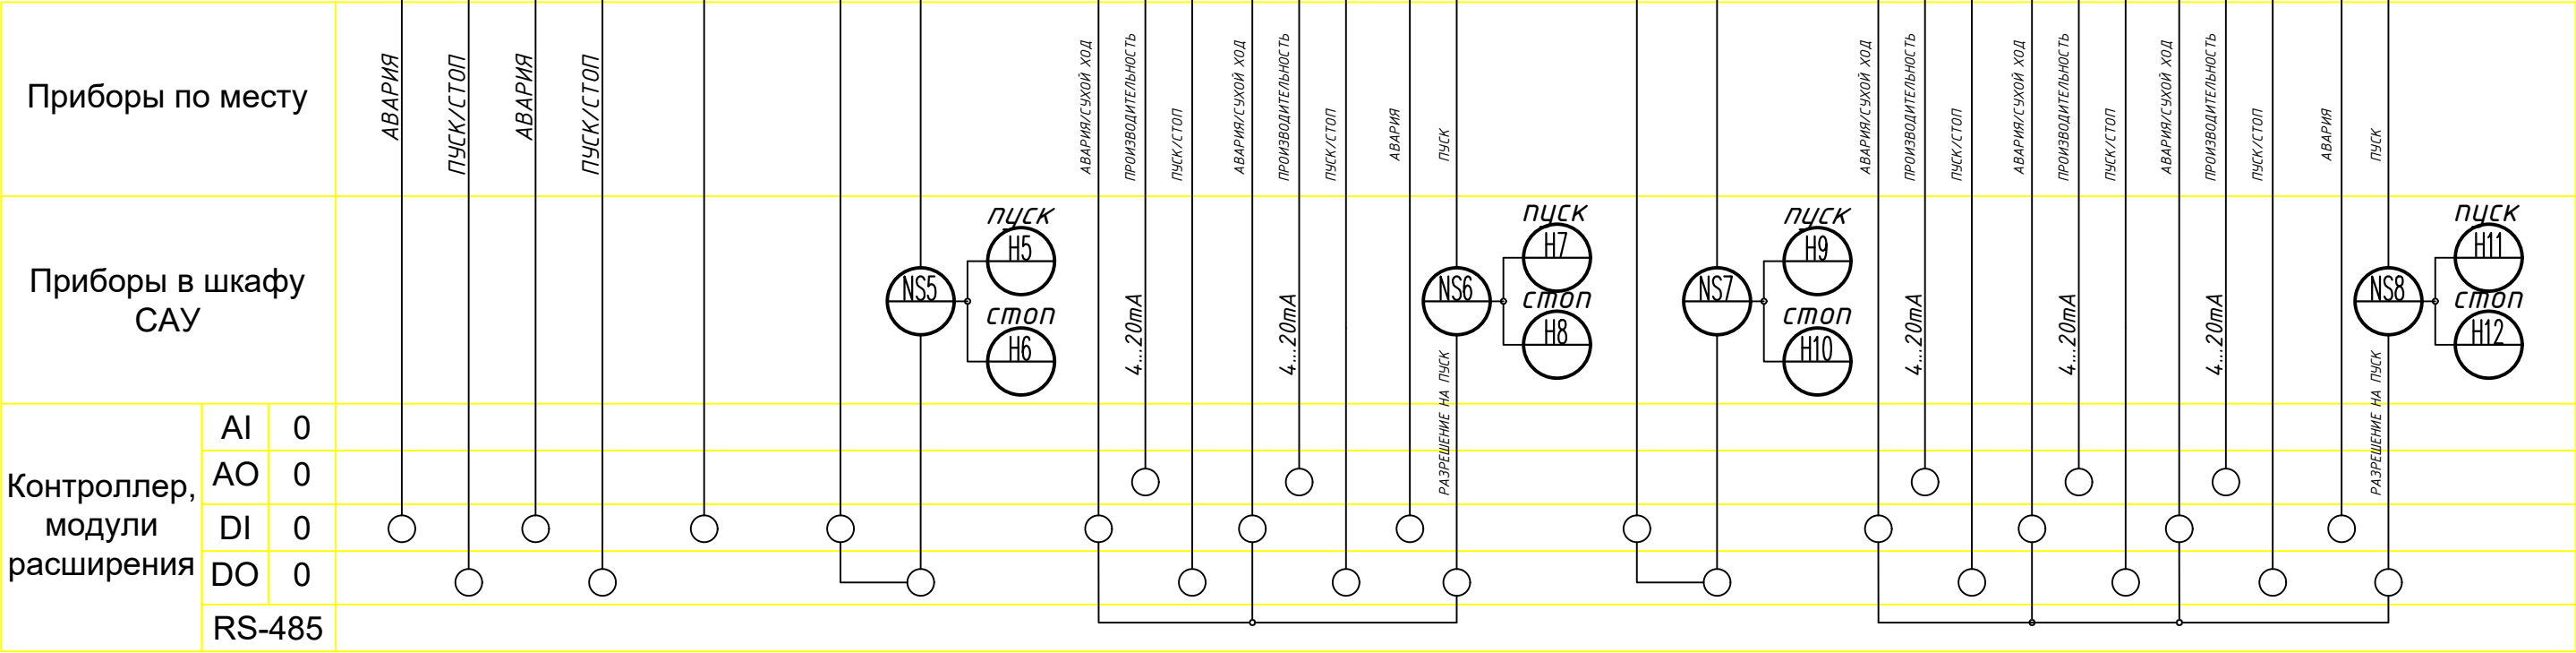 Приборы по месту
АВАРИЯ
ПУСК/СТОП
АВАРИЯ
ПУСК/СТОП
АВАРИЯ/СУХОЙ ХОД
ПРОИЗВОДИТЕЛЬНОСТЬ
ПУСК/СТОП
АВАРИЯ/СУХОЙ ХОД
ПРОИЗВОДИТЕЛЬНОСТЬ
ПУСК/СТОП
АВАРИЯ
ПУСК
АВАРИЯ/СУХОЙ ХОД
ПРОИЗВОДИТЕЛЬНОСТЬ
ПУСК/СТОП
АВАРИЯ/СУХОЙ ХОД
ПРОИЗВОДИТЕЛЬНОСТЬ
ПУСК/СТОП
АВАРИЯ/СУХОЙ ХОД
ПРОИЗВОДИТЕЛЬНОСТЬ
ПУСК/СТОП
АВАРИЯ
ПУСК
Приборы в шкафу
САУ
NS5
пуск
H5
стоп
H6
4...20mA
4...20mA
NS6
пуск
H7
стоп
H8
РАЗРЕШЕНИЕ НА ПУСК
NS7
пуск
H9
стоп
H10
4...20mA
4...20mA
4...20mA
NS8
пуск
H11
стоп
H12
РАЗРЕШЕНИЕ НА ПУСК
Контроллер,
модули
расширения
AI 0
AO 0
DI 0
DO 0
RS-485